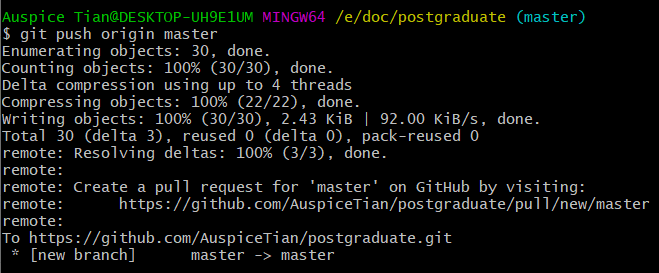 Auspice Tian@DESKTOP-UH9E1UM MINGW64 /e/doc/postgraduate (master)
$ git push origin master
Enumerating objects: 30, done.
Counting objects: 100% (30/30), done.
Delta compression using up to 4 threads
Compressing objects: 100% (22/22), done.
Writing objects: 100% (30/30), 2.43 KiB | 92.00 KiB/s, done.
Total 30 (delta 3), reused 0 (delta 0), pack-reused 0
remote: Resolving deltas: 100% (3/3), done.
remote:
remote: Create a pull request for 'master' on GitHub by visiting:
remote:      https://github.com/AuspiceTian/postgraduate/pull/new/master
remote:
To https://github.com/AuspiceTian/postgraduate.git
 * [new branch]      master -> master